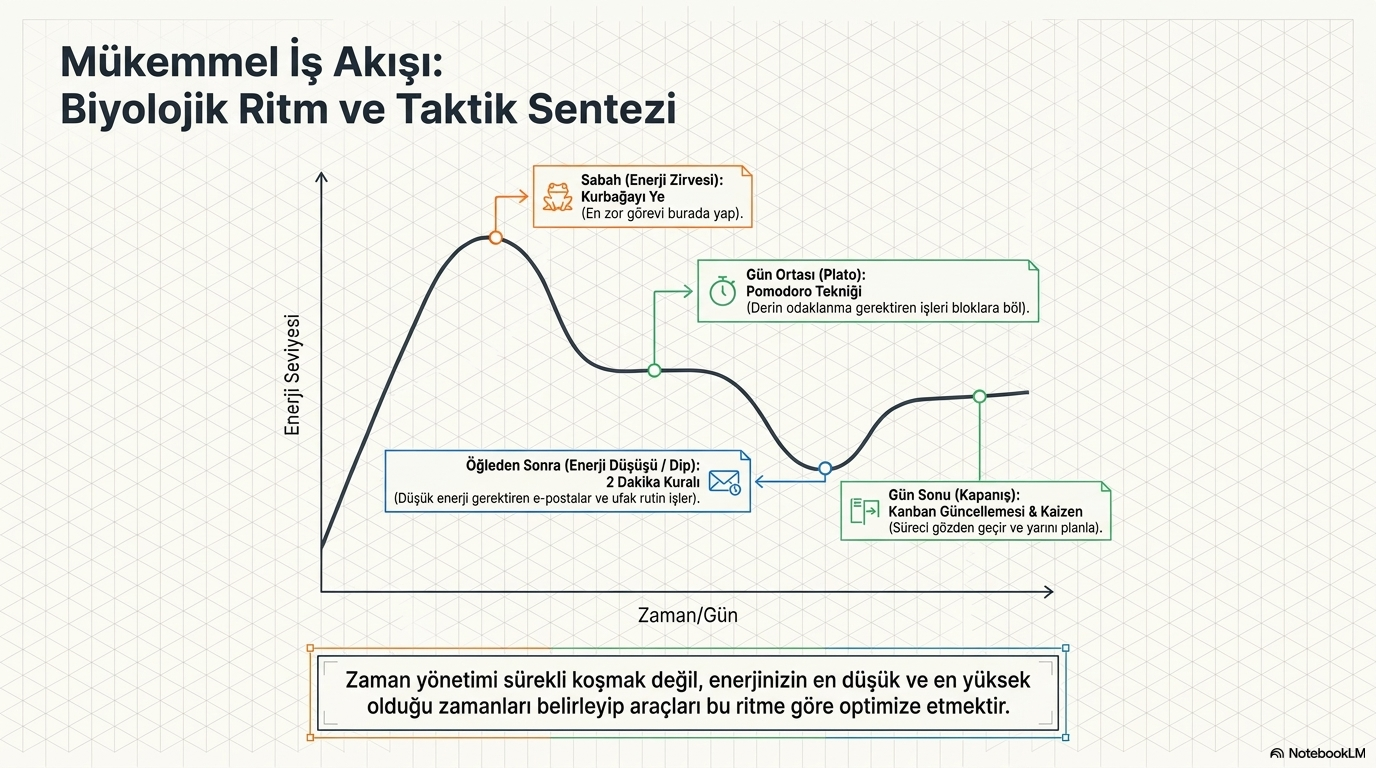 Mükemmel İş Akışı:
Biyolojik Ritm ve Taktik Sentezi
Sabah (Enerji Zirvesi):
Kurbağayı Ye
(En zor görevi burada yap).
Gün Ortası (Plato):
Pomodoro Tekniği
(Derin odaklanma gerektiren işleri bloklara böl).
Enerji Seviyesi
Öğleden Sonra (Enerji Düşüşü / Dip):
2 Dakika Kuralı
(Düşük enerji gerektiren e-postalar ve ufak rutin işler).
Gün Sonu (Kapanış):
Kanban Güncellemesi & Kaizen
(Süreci gözden geçir ve yarını planla).
Zaman/Gün
Zaman yönetimi sürekli koşmak değil, enerjinizin en düşük ve en yüksek
olduğu zamanları belirleyip araçları bu ritme göre optimize etmektir.
NotebookLM